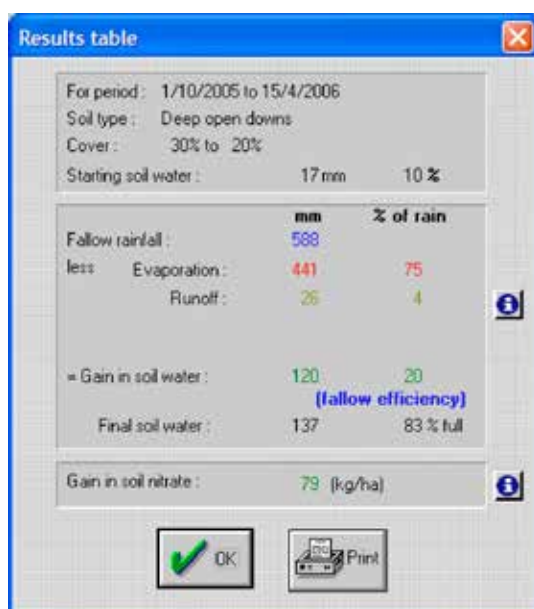 Results table
For period : 1/10/2005 to 15/4/2006
Soil type : Deep open downs
Cover : 30% to 20%
Starting soil water : 17 mm 10 %
mm % of rain
Fallow rainfall : 588
less Evaporation : 441 75
Runoff : 26 4
= Gain in soil water : 120 20
(fallow efficiency)
Final soil water : 137 83 % full
Gain in soil nitrate : 79 (kg/ha)
OK Print